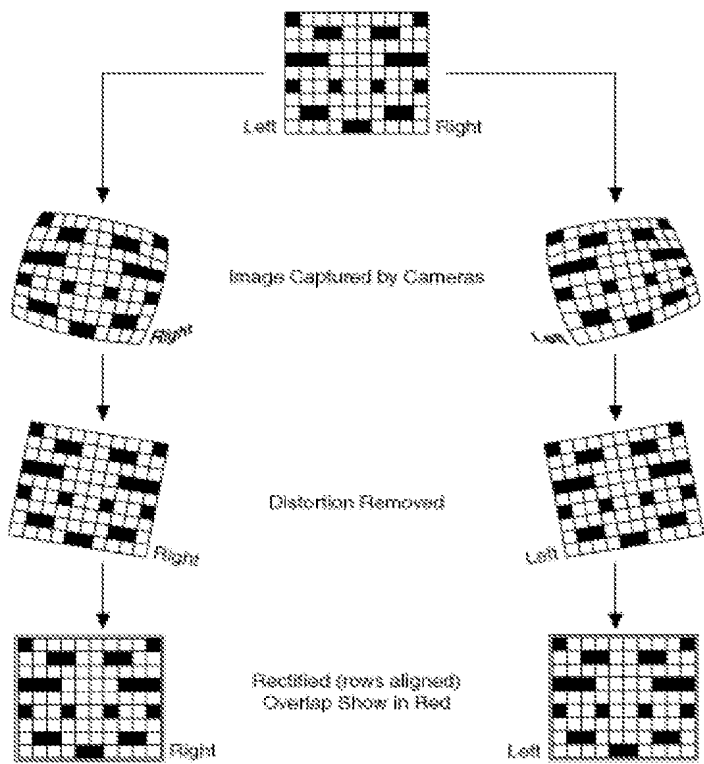 Left Right
Image Captured by Cameras
Right
Left
Distortion Removed
Right
Left
Rectified (rows aligned)
Overlap Show in Red
Right
Left